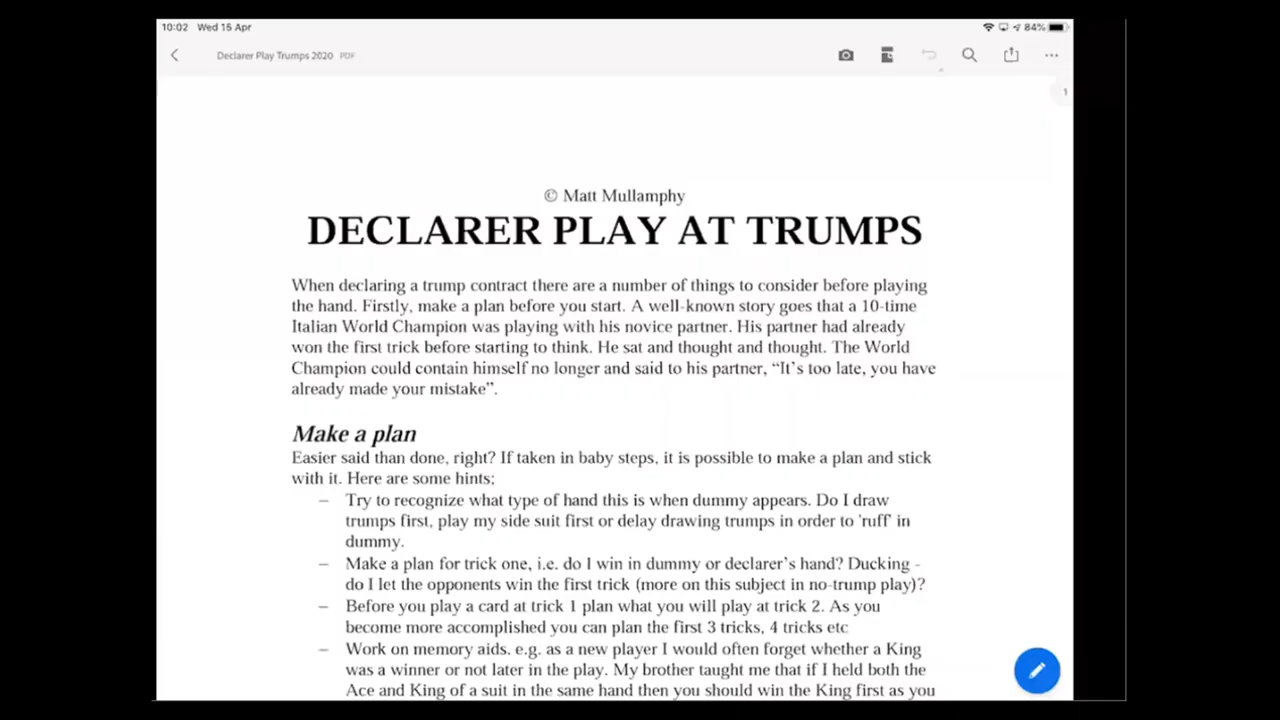 10:02 Wed 15 Apr 84%
Declarer Play Trumps 2020 PDF
1
© Matt Mullamphy
DECLARER PLAY AT TRUMPS
When declaring a trump contract there are a number of things to consider before playing
the hand. Firstly, make a plan before you start. A well-known story goes that a 10-time
Italian World Champion was playing with his novice partner. His partner had already
won the first trick before starting to think. He sat and thought and thought. The World
Champion could contain himself no longer and said to his partner, “It’s too late, you have
already made your mistake”.
Make a plan
Easier said than done, right? If taken in baby steps, it is possible to make a plan and stick
with it. Here are some hints;
– Try to recognize what type of hand this is when dummy appears. Do I draw
trumps first, play my side suit first or delay drawing trumps in order to 'ruff' in
dummy.
– Make a plan for trick one, i.e. do I win in dummy or declarer’s hand? Ducking -
do I let the opponents win the first trick (more on this subject in no-trump play)?
– Before you play a card at trick 1 plan what you will play at trick 2. As you
become more accomplished you can plan the first 3 tricks, 4 tricks etc
– Work on memory aids. e.g. as a new player I would often forget whether a King
was a winner or not later in the play. My brother taught me that if I held both the
Ace and King of a suit in the same hand then you should win the King first as you